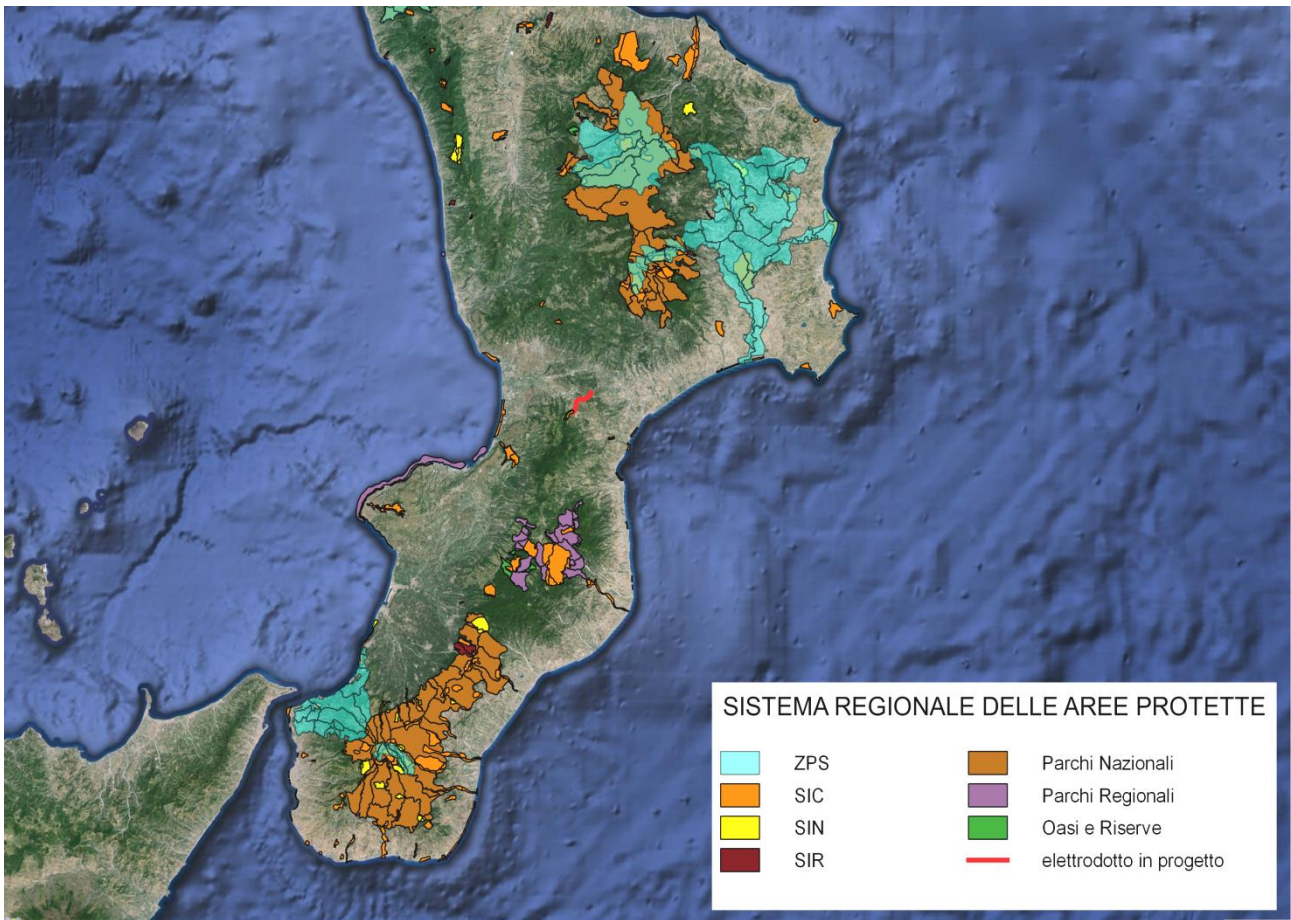 SISTEMA REGIONALE DELLE AREE PROTETTE
ZPS
SIC
SIN
SIR
Parchi Nazionali
Parchi Regionali
Oasi e Riserve
elettrodotto in progetto